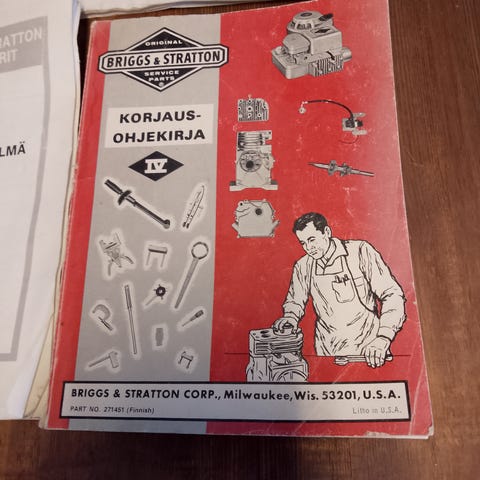 RATTON
RIT
LMÄ
ORIGINAL
BRIGGS & STRATTON
SERVICE
PARTS
®
KORJAUS-
OHJEKIRJA
IV
BRIGGS & STRATTON CORP., Milwaukee, Wis. 53201, U.S.A.
PART NO. 271451 (Finnish)
Litho in U.S.A.